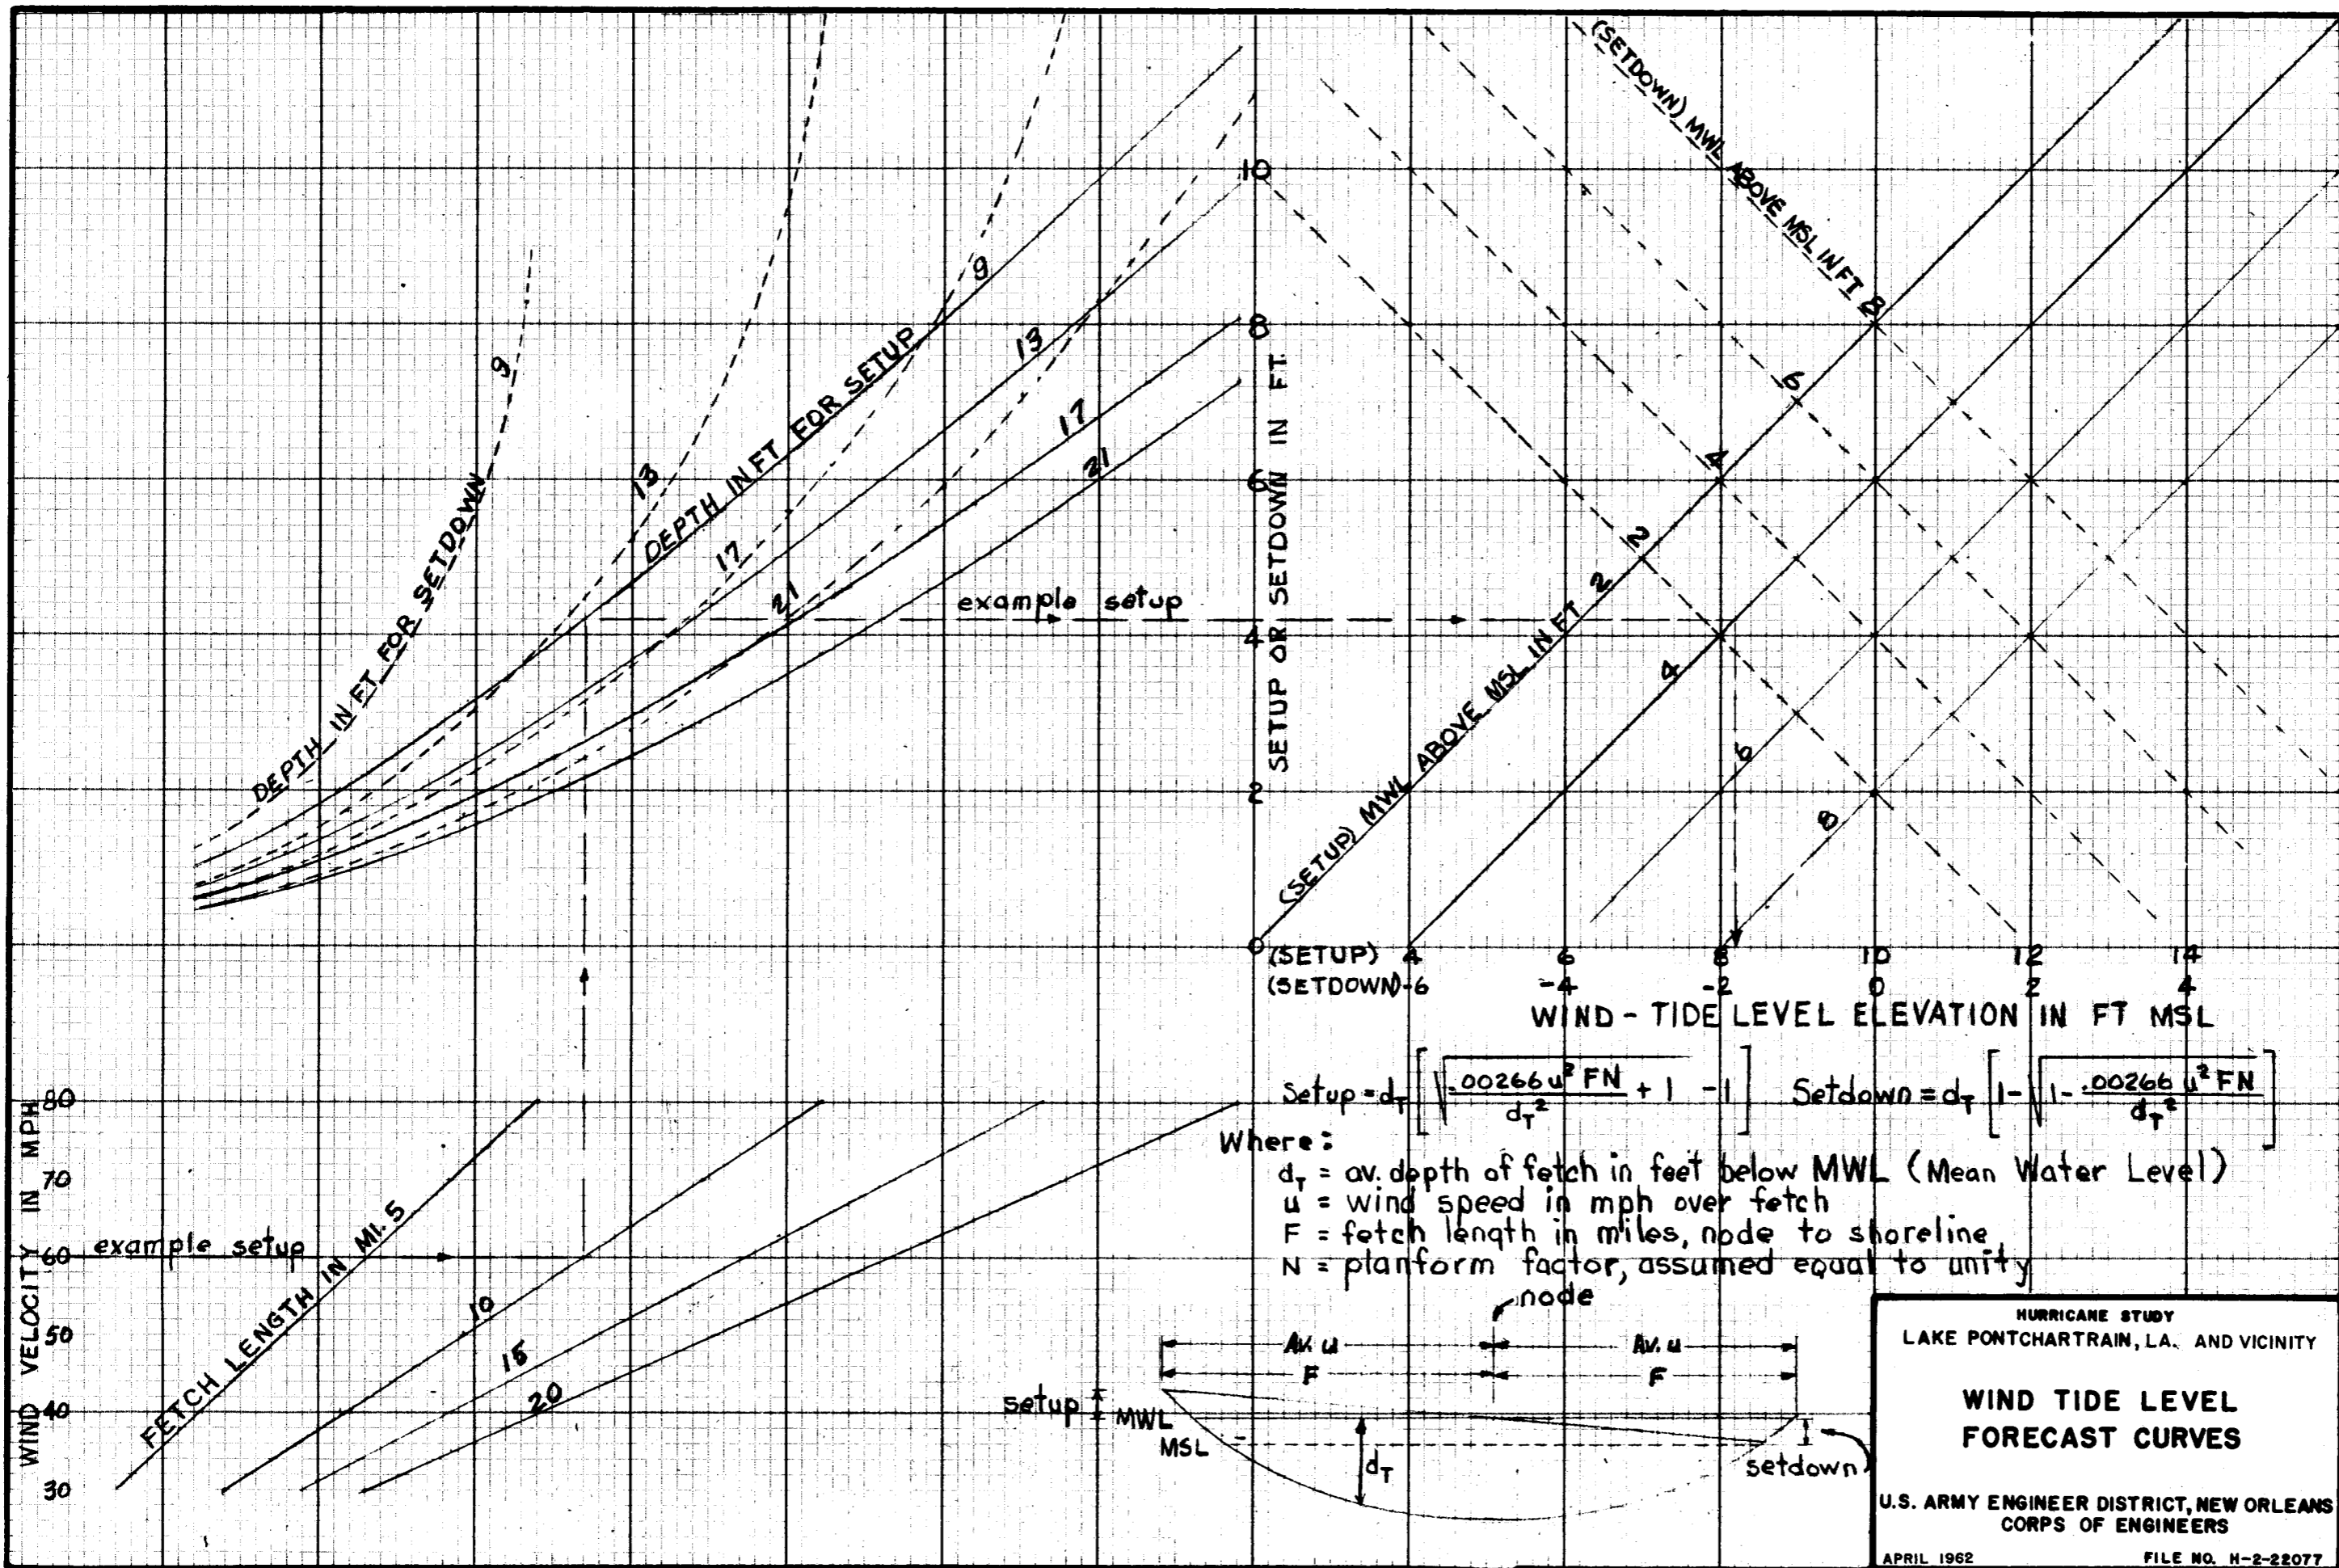 (SETDOWN) MWL ABOVE MSL IN FT 8
10
8
6
4
2
0
SETUP OR SETDOWN IN FT.
DEPTH IN FT FOR SETDOWN
9
13
17
21
DEPTH IN FT FOR SETUP
9
13
17
21
example setup
(SETUP) MWL ABOVE MSL IN FT 2
2
4
6
4
6
8
(SETUP) 4 6 8 10 12 14
(SETDOWN)-6 -4 -2 0 2 4
WIND - TIDE LEVEL ELEVATION IN FT MSL
WIND VELOCITY IN MPH
80
70
60
50
40
30
example setup
FETCH LENGTH IN MI. 5
10
15
20
Setup = d_T [√(.00266 u² FN / d_T² + 1) - 1] Setdown = d_T [1 - √(1 - .00266 u² FN / d_T²)]
Where:
d_T = av. depth of fetch in feet below MWL (Mean Water Level)
u = wind speed in mph over fetch
F = fetch length in miles, node to shoreline
N = planform factor, assumed equal to unity
node
Av. u Av. u
F F
setup
MWL
MSL
d_T
setdown
HURRICANE STUDY
LAKE PONTCHARTRAIN, LA. AND VICINITY
WIND TIDE LEVEL
FORECAST CURVES
U.S. ARMY ENGINEER DISTRICT, NEW ORLEANS
CORPS OF ENGINEERS
APRIL 1962 FILE NO. H-2-22077